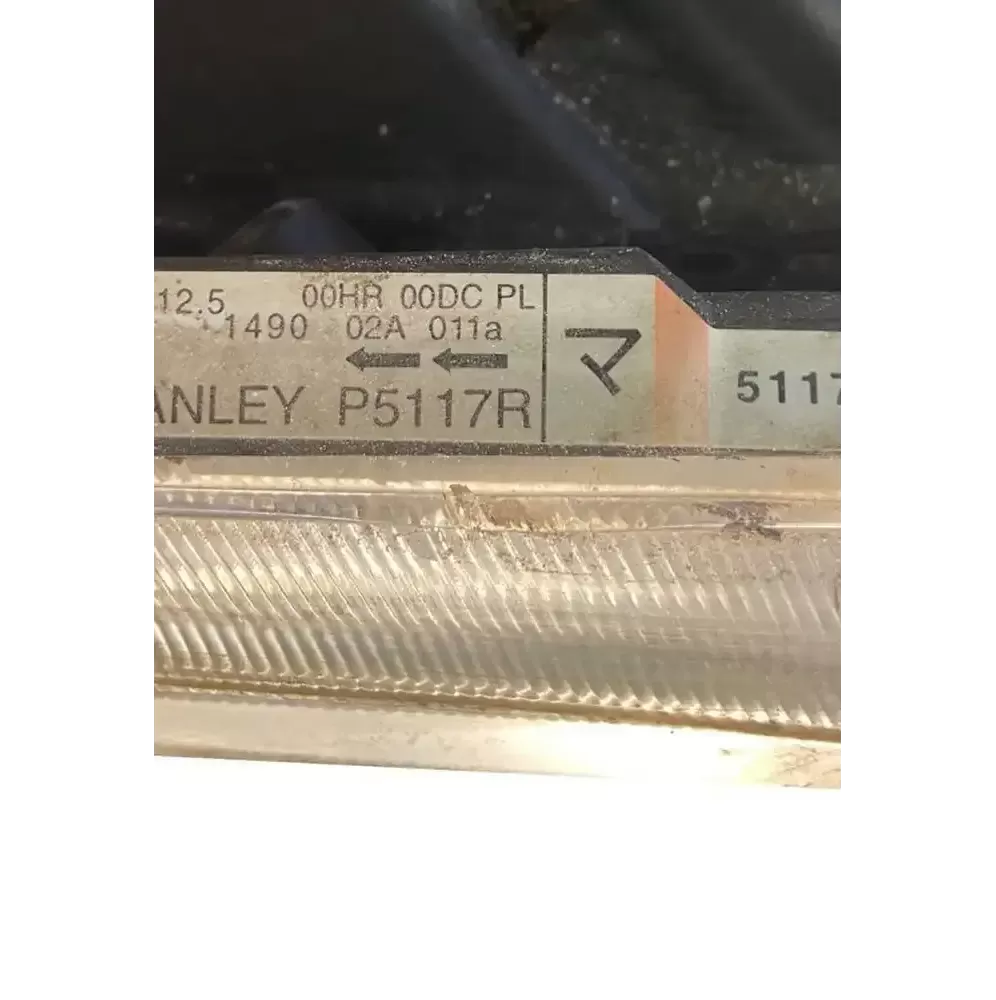 12.5 00HR 00DC PL
1490 02A 011a
←←
ANLEY P5117R
マ
5117